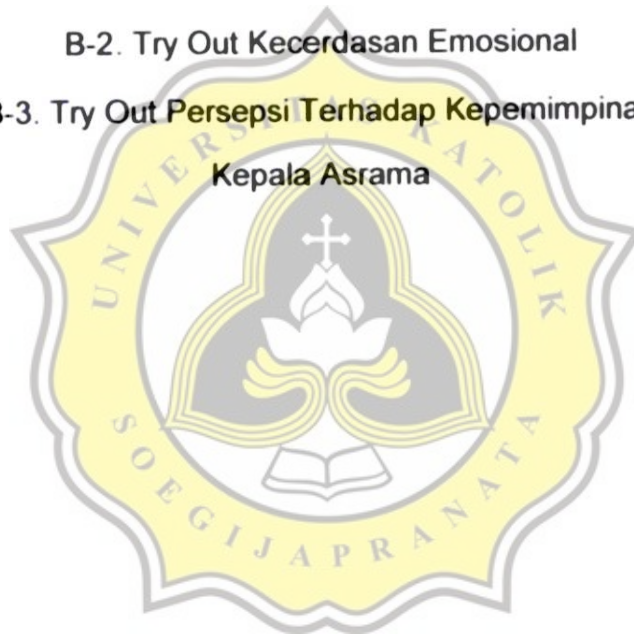 B-2. Try Out Kecerdasan Emosional
-3. Try Out Persepsi Terhadap Kepemimpina
Kepala Asrama
UNIVERSITAS KATOLIK
SOEGIJAPRANATA